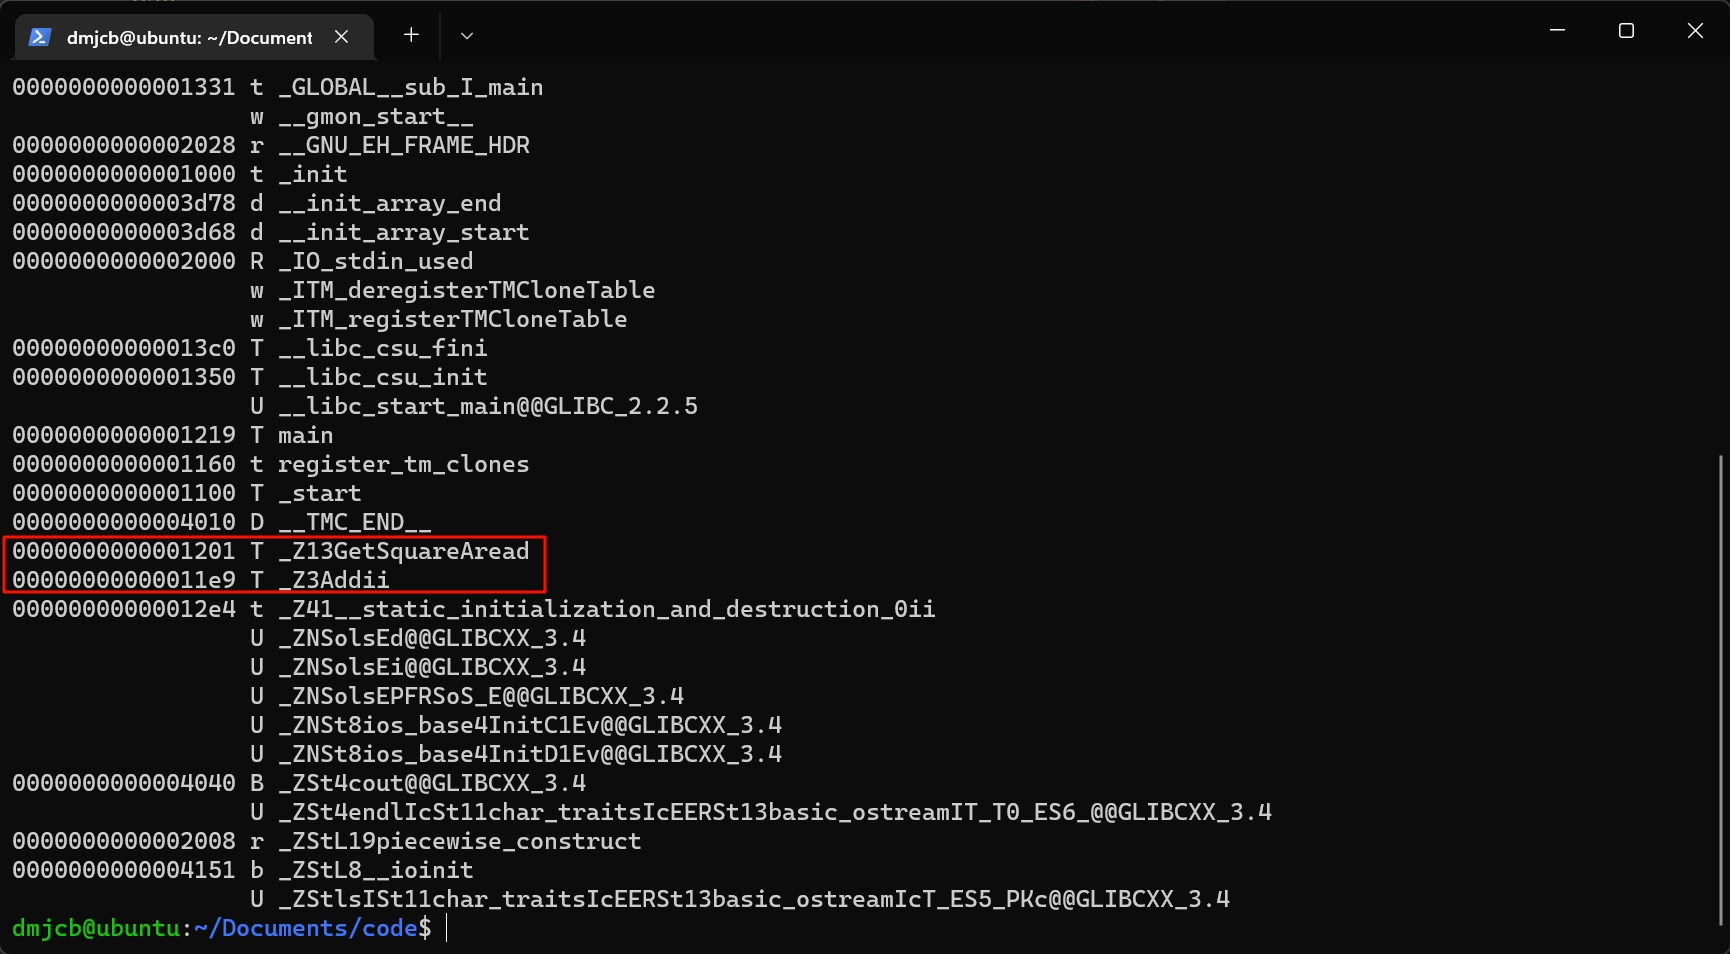 dmjcb@ubuntu: ~/Document
0000000000001331 t _GLOBAL__sub_I_main
                 w __gmon_start__
0000000000002028 r __GNU_EH_FRAME_HDR
0000000000001000 t _init
0000000000003d78 d __init_array_end
0000000000003d68 d __init_array_start
0000000000002000 R _IO_stdin_used
                 w _ITM_deregisterTMCloneTable
                 w _ITM_registerTMCloneTable
00000000000013c0 T __libc_csu_fini
0000000000001350 T __libc_csu_init
                 U __libc_start_main@@GLIBC_2.2.5
0000000000001219 T main
0000000000001160 t register_tm_clones
0000000000001100 T _start
0000000000004010 D __TMC_END__
0000000000001201 T _Z13GetSquareAread
00000000000011e9 T _Z3Addii
00000000000012e4 t _Z41__static_initialization_and_destruction_0ii
                 U _ZNSolsEd@@GLIBCXX_3.4
                 U _ZNSolsEi@@GLIBCXX_3.4
                 U _ZNSolsEPFRSoS_E@@GLIBCXX_3.4
                 U _ZNSt8ios_base4InitC1Ev@@GLIBCXX_3.4
                 U _ZNSt8ios_base4InitD1Ev@@GLIBCXX_3.4
0000000000004040 B _ZSt4cout@@GLIBCXX_3.4
                 U _ZSt4endlIcSt11char_traitsIcEERSt13basic_ostreamIT_T0_ES6_@@GLIBCXX_3.4
0000000000002008 r _ZStL19piecewise_construct
0000000000004151 b _ZStL8__ioinit
                 U _ZStlsISt11char_traitsIcEERSt13basic_ostreamIcT_ES5_PKc@@GLIBCXX_3.4
dmjcb@ubuntu:~/Documents/code$